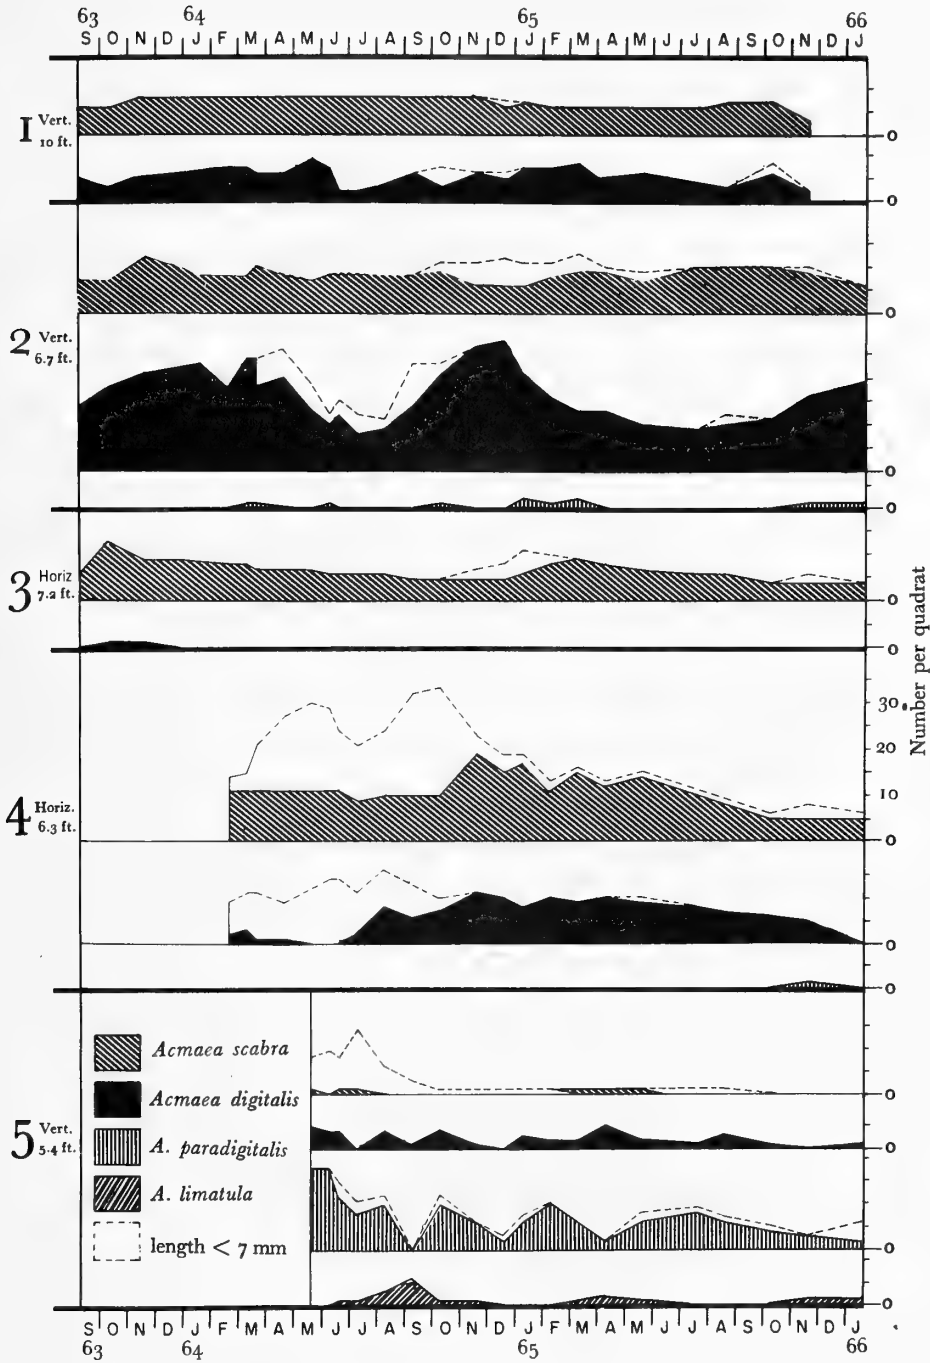 63 64 65 66
S O N D J F M A M J J A S O N D J F M A M J J A S O N D J
1 Vert.
10 ft.
0
0
0
2 Vert.
6.7 ft.
0
0
3 Horiz
7.2 ft.
0
0
Number per quadrat
30
20
4 Horiz.
6.3 ft.
10
0
0
0
Acmaea scabra
Acmaea digitalis
5 Vert.
5.4 ft.
A. paradigitalis
A. limatula
length < 7 mm
0
0
0
0
S O N D J F M A M J J A S O N D J F M A M J J A S O N D J
63 64 65 66